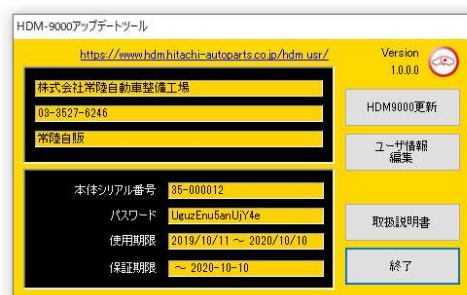 HDM-9000アップデートツール
https://www.hdm.hitachi-autoparts.co.jp/hdm_usr/
Version
1.0.0.0
株式会社常陸自動車整備工場
03-3527-6246
常陸自販
HDM9000更新
ユーザ情報
編集
本体シリアル番号 35-000012
パスワード UguzEnu5anUjY4e
使用期限 2019/10/11 ～ 2020/10/10
保証期限 ～ 2020-10-10
取扱説明書
終了